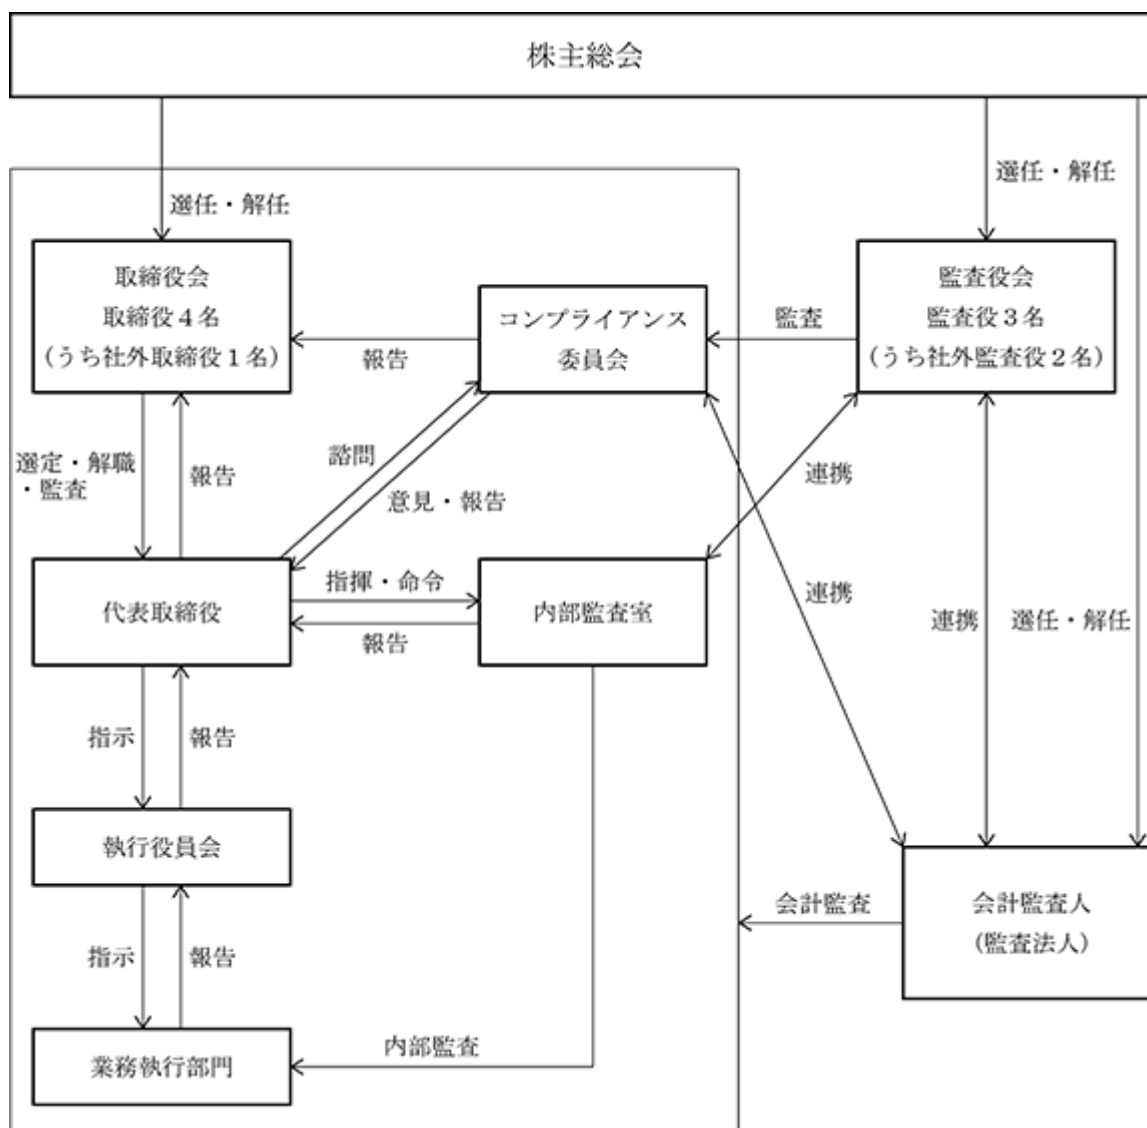 株主総会
選任・解任
選任・解任
取締役会
取締役4名
(うち社外取締役1名)
コンプライアンス
委員会
監査
監査役会
監査役3名
(うち社外監査役2名)
報告
選定・解職
・監査
報告
諮問
意見・報告
連携
代表取締役
指揮・命令
報告
内部監査室
連携
連携
選任・解任
指示
報告
執行役員会
会計監査
会計監査人
(監査法人)
指示
報告
業務執行部門
内部監査